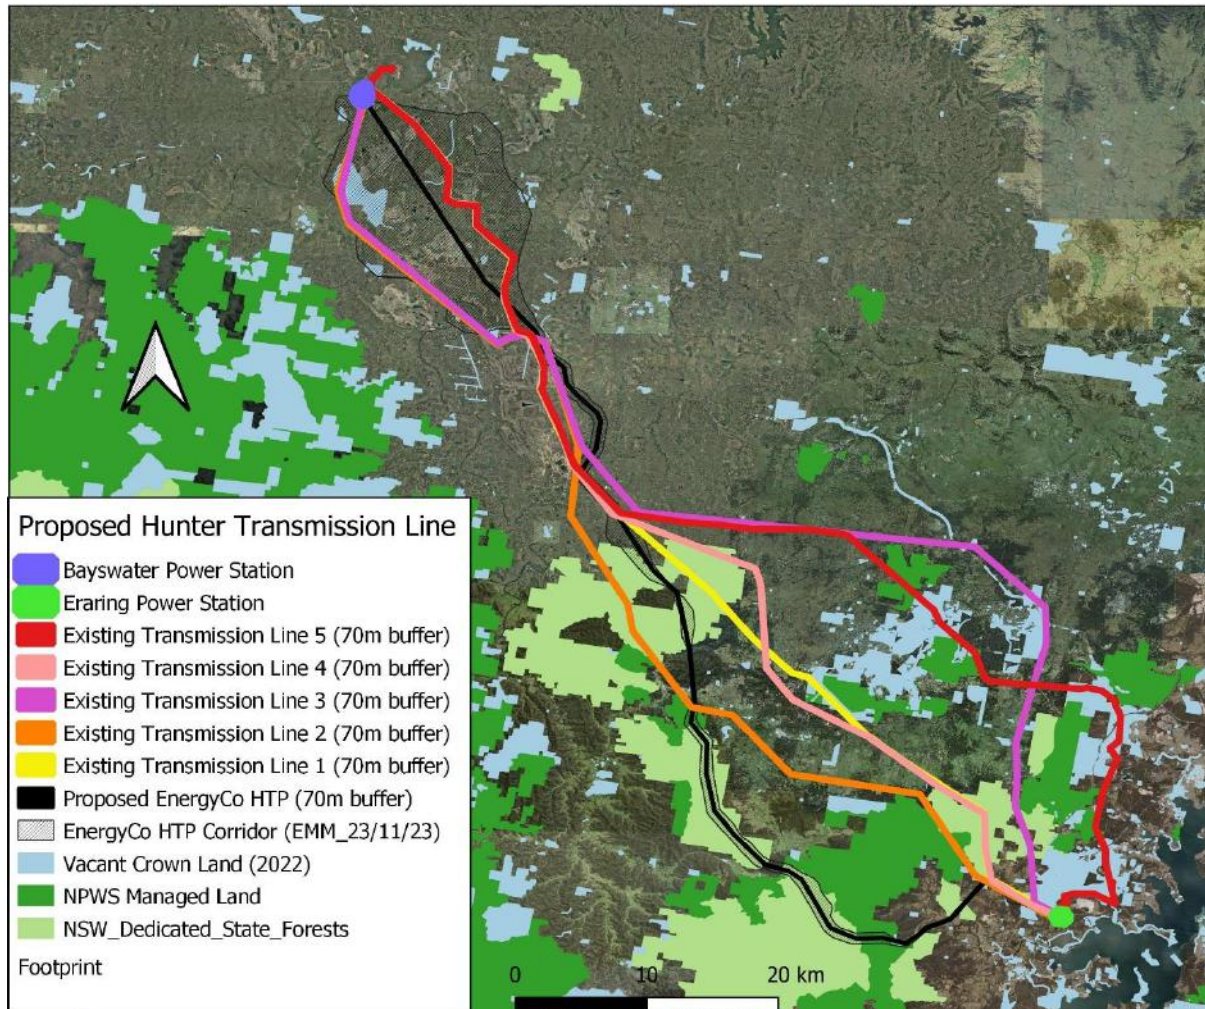 Proposed Hunter Transmission Line
Bayswater Power Station
Eraring Power Station
Existing Transmission Line 5 (70m buffer)
Existing Transmission Line 4 (70m buffer)
Existing Transmission Line 3 (70m buffer)
Existing Transmission Line 2 (70m buffer)
Existing Transmission Line 1 (70m buffer)
Proposed EnergyCo HTP (70m buffer)
EnergyCo HTP Corridor (EMM_23/11/23)
Vacant Crown Land (2022)
NPWS Managed Land
NSW_Dedicated_State_Forests
Footprint
0 10 20 km